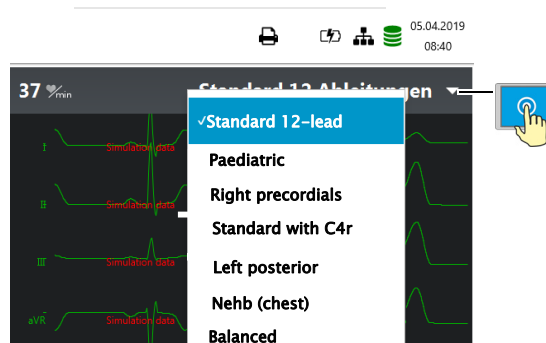 05.04.2019
08:40
37 /min
Standard 12 Ableitungen
✓Standard 12-lead
Paediatric
Right precordials
Standard with C4r
Left posterior
Nehb (chest)
Balanced
I Simulation data
II Simulation data
III Simulation data
aVR Simulation data